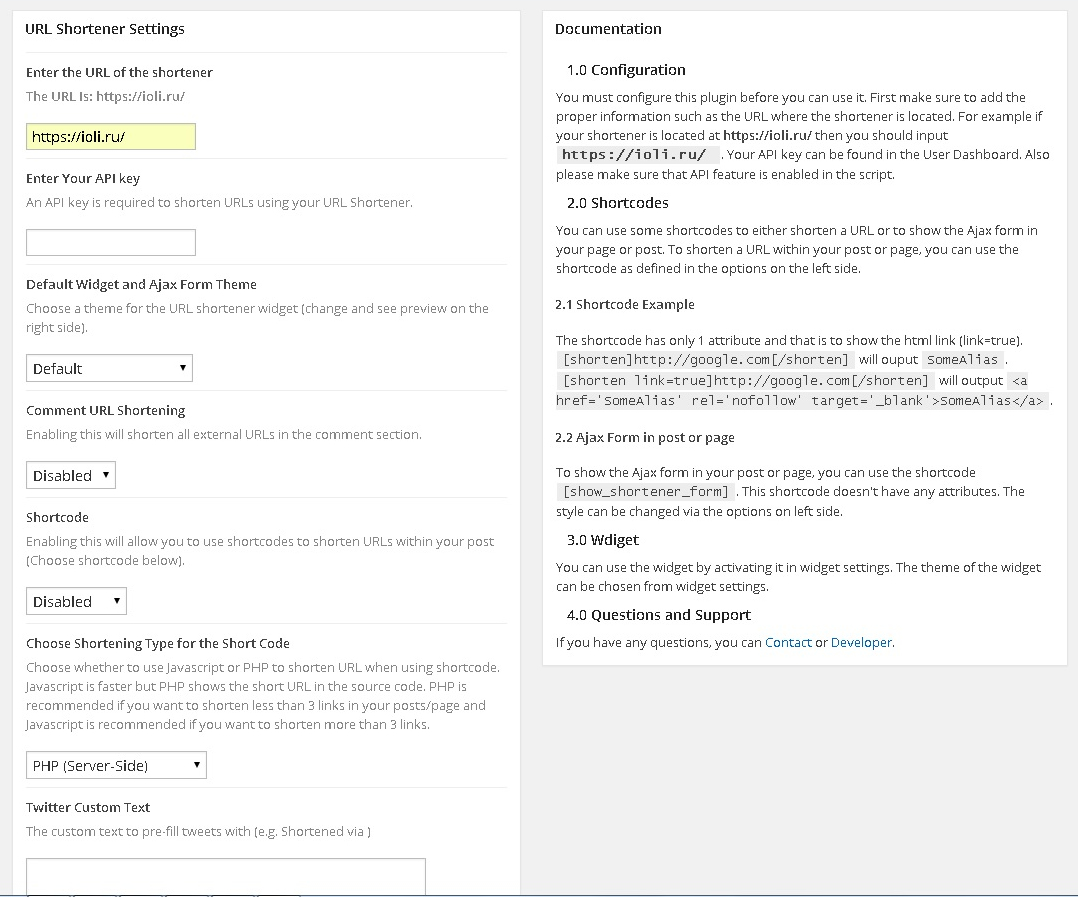 URL Shortener Settings
Enter the URL of the shortener
The URL Is: https://ioli.ru/
https://ioli.ru/
Enter Your API key
An API key is required to shorten URLs using your URL Shortener.
Default Widget and Ajax Form Theme
Choose a theme for the URL shortener widget (change and see preview on the
right side).
Default
Comment URL Shortening
Enabling this will shorten all external URLs in the comment section.
Disabled
Shortcode
Enabling this will allow you to use shortcodes to shorten URLs within your post
(Choose shortcode below).
Disabled
Choose Shortening Type for the Short Code
Choose whether to use Javascript or PHP to shorten URL when using shortcode.
Javascript is faster but PHP shows the short URL in the source code. PHP is
recommended if you want to shorten less than 3 links in your posts/page and
Javascript is recommended if you want to shorten more than 3 links.
PHP (Server-Side)
Twitter Custom Text
The custom text to pre-fill tweets with (e.g. Shortened via )
Documentation
1.0 Configuration
You must configure this plugin before you can use it. First make sure to add the
proper information such as the URL where the shortener is located. For example if
your shortener is located at https://ioli.ru/ then you should input
https://ioli.ru/ . Your API key can be found in the User Dashboard. Also
please make sure that API feature is enabled in the script.
2.0 Shortcodes
You can use some shortcodes to either shorten a URL or to show the Ajax form in
your page or post. To shorten a URL within your post or page, you can use the
shortcode as defined in the options on the left side.
2.1 Shortcode Example
The shortcode has only 1 attribute and that is to show the html link (link=true).
[shorten]http://google.com[/shorten] will ouput SomeAlias .
[shorten link=true]http://google.com[/shorten] will output <a
href='SomeAlias' rel='nofollow' target='_blank'>SomeAlias</a> .
2.2 Ajax Form in post or page
To show the Ajax form in your post or page, you can use the shortcode
[show_shortener_form] . This shortcode doesn't have any attributes. The
style can be changed via the options on left side.
3.0 Wdiget
You can use the widget by activating it in widget settings. The theme of the widget
can be chosen from widget settings.
4.0 Questions and Support
If you have any questions, you can Contact or Developer.